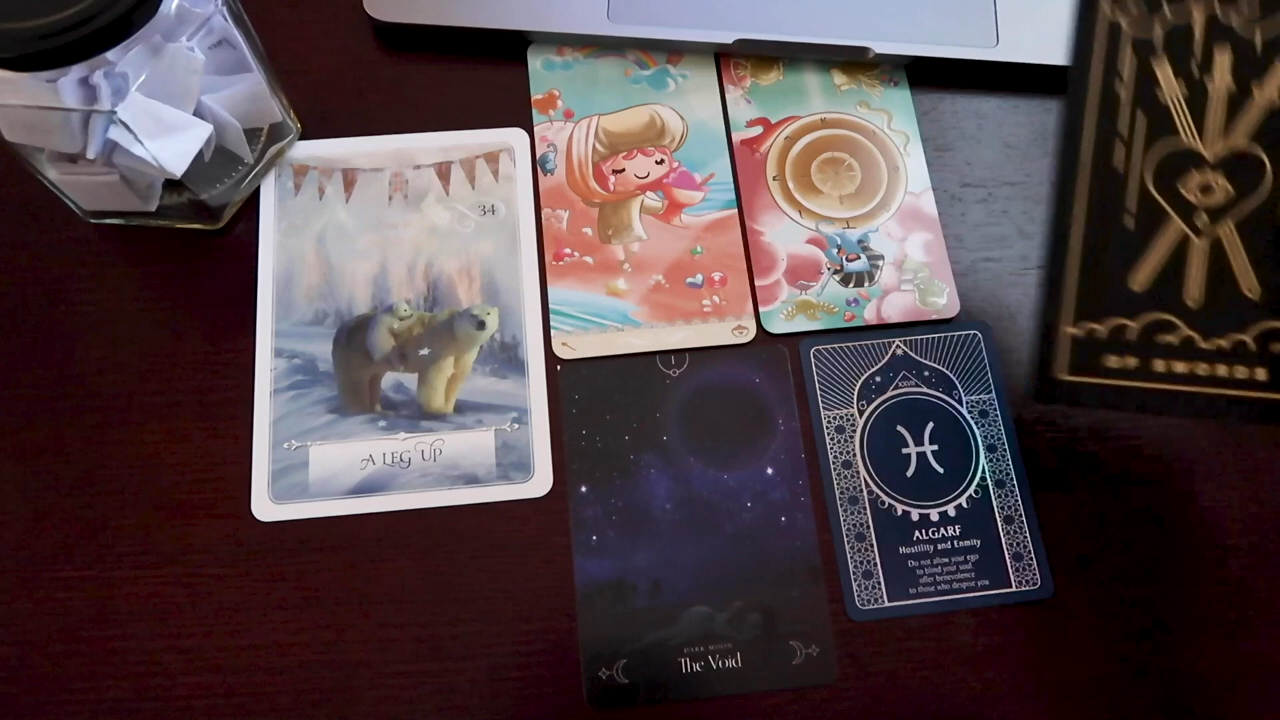 34
A LEG UP
I
DARK MOON
The Void
XXVII
ALGARF
Hostility and Enmity
Do not allow your ego
to blind your soul.
offer benevolence
to those who despise you
OF SWORDS